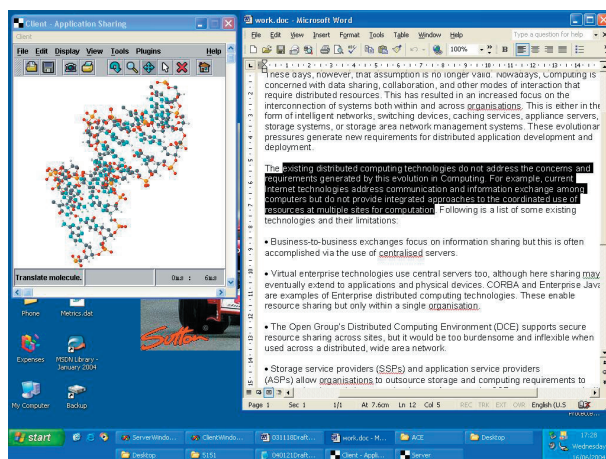 Client - Application Sharing
Client
File Edit Display View Tools Plugins Help
Translate molecule. 0ms : 6ms
work.doc - Microsoft Word
File Edit View Insert Format Tools Table Window Help Type a question for help
100%
These days, however, that assumption is no longer valid. Nowadays, Computing is
concerned with data sharing, collaboration, and other modes of interaction that
require distributed resources. This has resulted in an increased focus on the
interconnection of systems both within and across organisations. This is either in the
form of intelligent networks, switching devices, caching services, appliance servers,
storage systems, or storage area network management systems. These evolutionar
pressures generate new requirements for distributed application development and
deployment.
The existing distributed computing technologies do not address the concerns and
requirements generated by this evolution in Computing. For example, current
Internet technologies address communication and information exchange among
computers but do not provide integrated approaches to the coordinated use of
resources at multiple sites for computation. Following is a list of some existing
technologies and their limitations:
• Business-to-business exchanges focus on information sharing but this is often
accomplished via the use of centralised servers.
• Virtual enterprise technologies use central servers too, although here sharing may
eventually extend to applications and physical devices. CORBA and Enterprise Java
are examples of Enterprise distributed computing technologies. These enable
resource sharing but only within a single organisation.
• The Open Group's Distributed Computing Environment (DCE) supports secure
resource sharing across sites, but it would be too burdensome and inflexible when
used across a distributed, wide area network.
• Storage service providers (SSPs) and application service providers
(ASPs) allow organisations to outsource storage and computing requirements to
Page 1 Sec 1 1/1 At 7.6cm Ln 12 Col 5 REC TRK EXT OVR English (U.S
Phone
Metrics.dat
Expenses
MSDN Library -
January 2004
My Computer
Backup
Sutton
start
ServerWindo...
ClientWindo...
031118Draft...
work.doc - M...
ACE
Desktop
17:28
Wednesday
Desktop
5151
040121Draft...
Client - Appli...
Server
16/06/2004